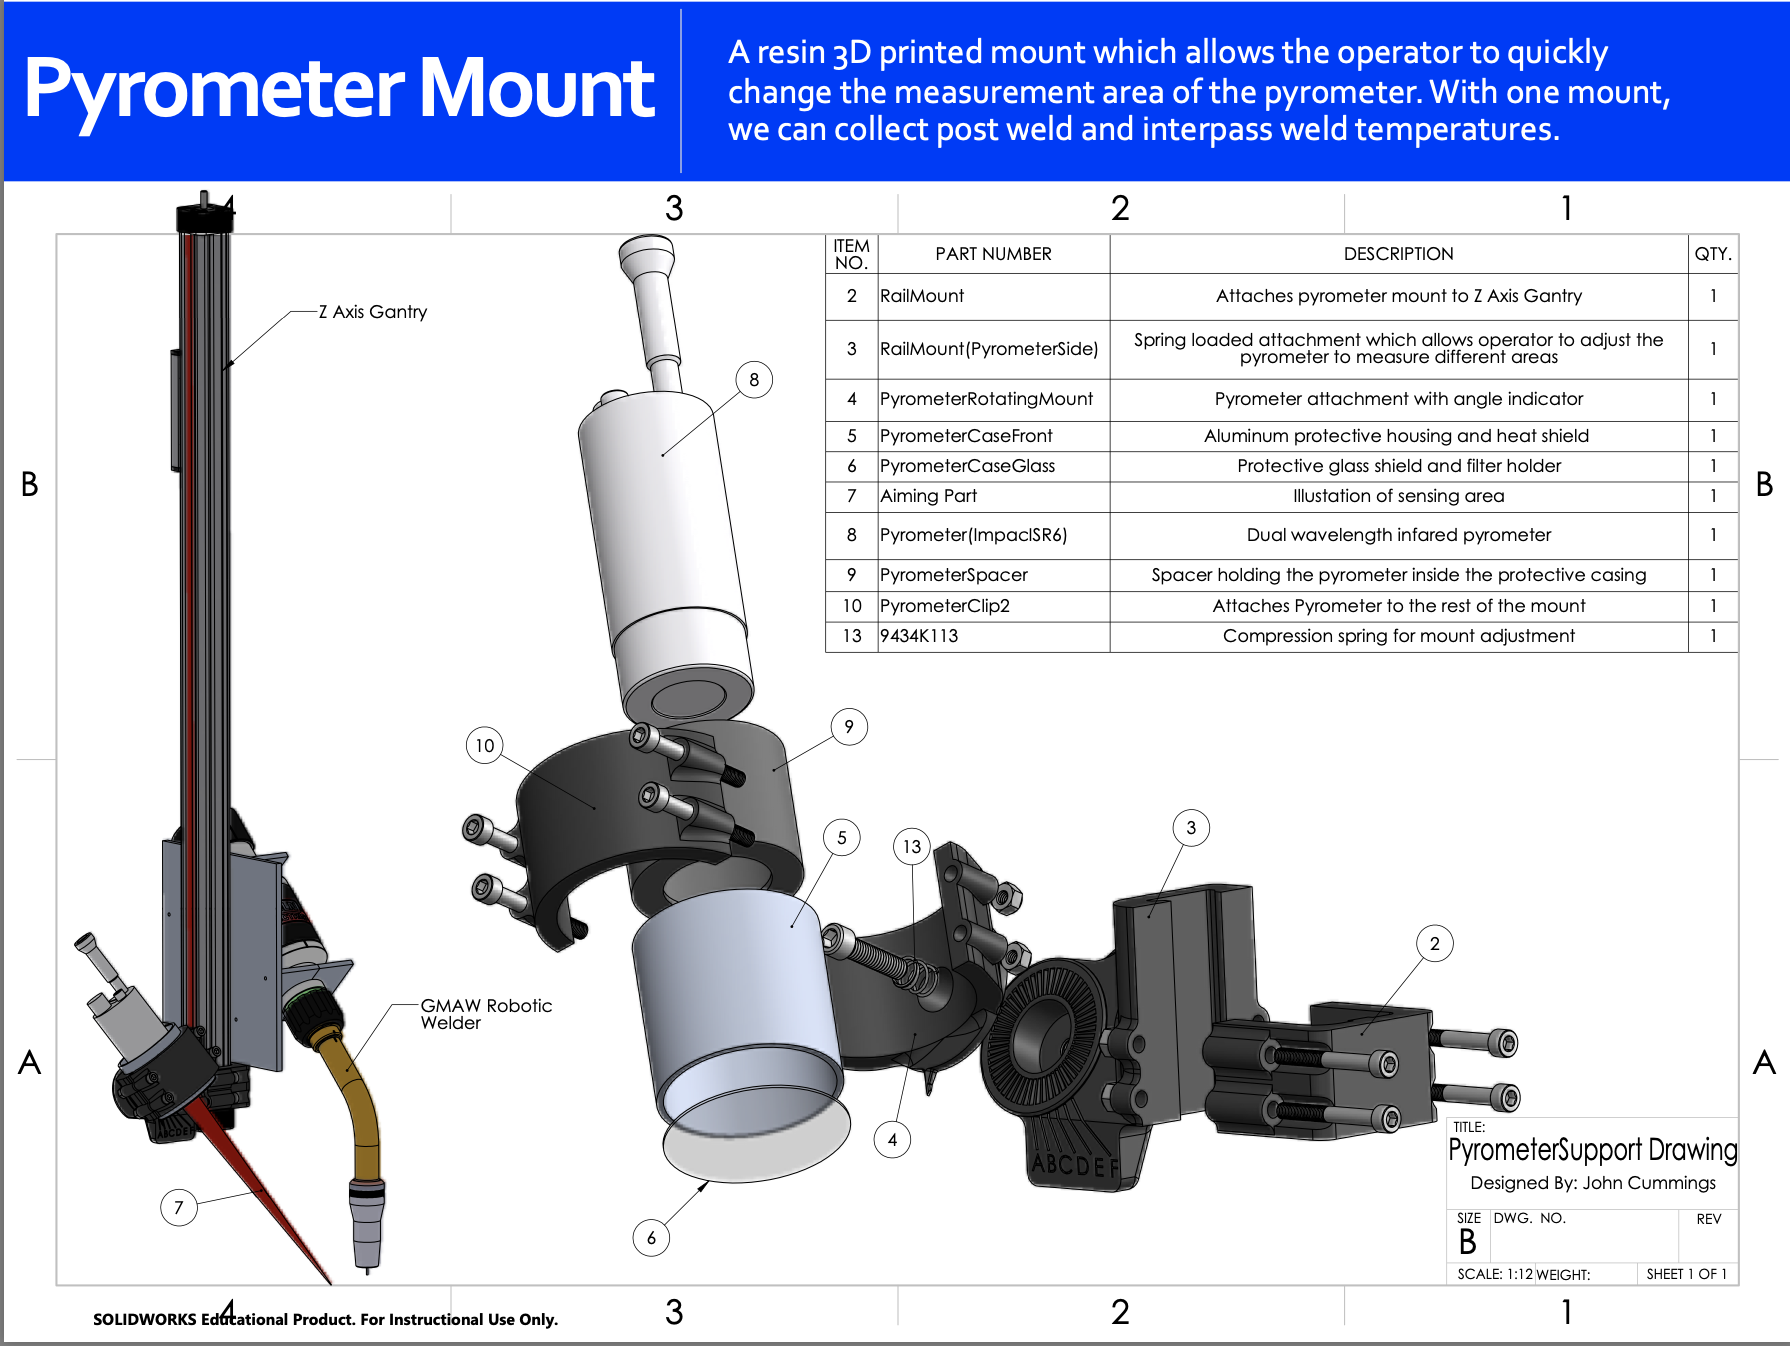 Pyrometer Mount
A resin 3D printed mount which allows the operator to quickly
change the measurement area of the pyrometer. With one mount,
we can collect post weld and interpass weld temperatures.
4
3
2
1
ITEM NO. PART NUMBER DESCRIPTION QTY.
2 RailMount Attaches pyrometer mount to Z Axis Gantry 1
3 RailMount(PyrometerSide) Spring loaded attachment which allows operator to adjust the
pyrometer to measure different areas 1
4 PyrometerRotatingMount Pyrometer attachment with angle indicator 1
5 PyrometerCaseFront Aluminum protective housing and heat shield 1
6 PyrometerCaseGlass Protective glass shield and filter holder 1
7 Aiming Part Illustation of sensing area 1
8 Pyrometer(ImpacISR6) Dual wavelength infared pyrometer 1
9 PyrometerSpacer Spacer holding the pyrometer inside the protective casing 1
10 PyrometerClip2 Attaches Pyrometer to the rest of the mount 1
13 9434K113 Compression spring for mount adjustment 1
Z Axis Gantry
8
B
B
10
9
5
13
3
2
GMAW Robotic
Welder
A
A
ABCDEF
ABCDEF
4
7
6
TITLE:
PyrometerSupport Drawing
Designed By: John Cummings
SIZE DWG. NO. REV
B
SCALE: 1:12 WEIGHT: SHEET 1 OF 1
4
3
2
1
SOLIDWORKS Educational Product. For Instructional Use Only.